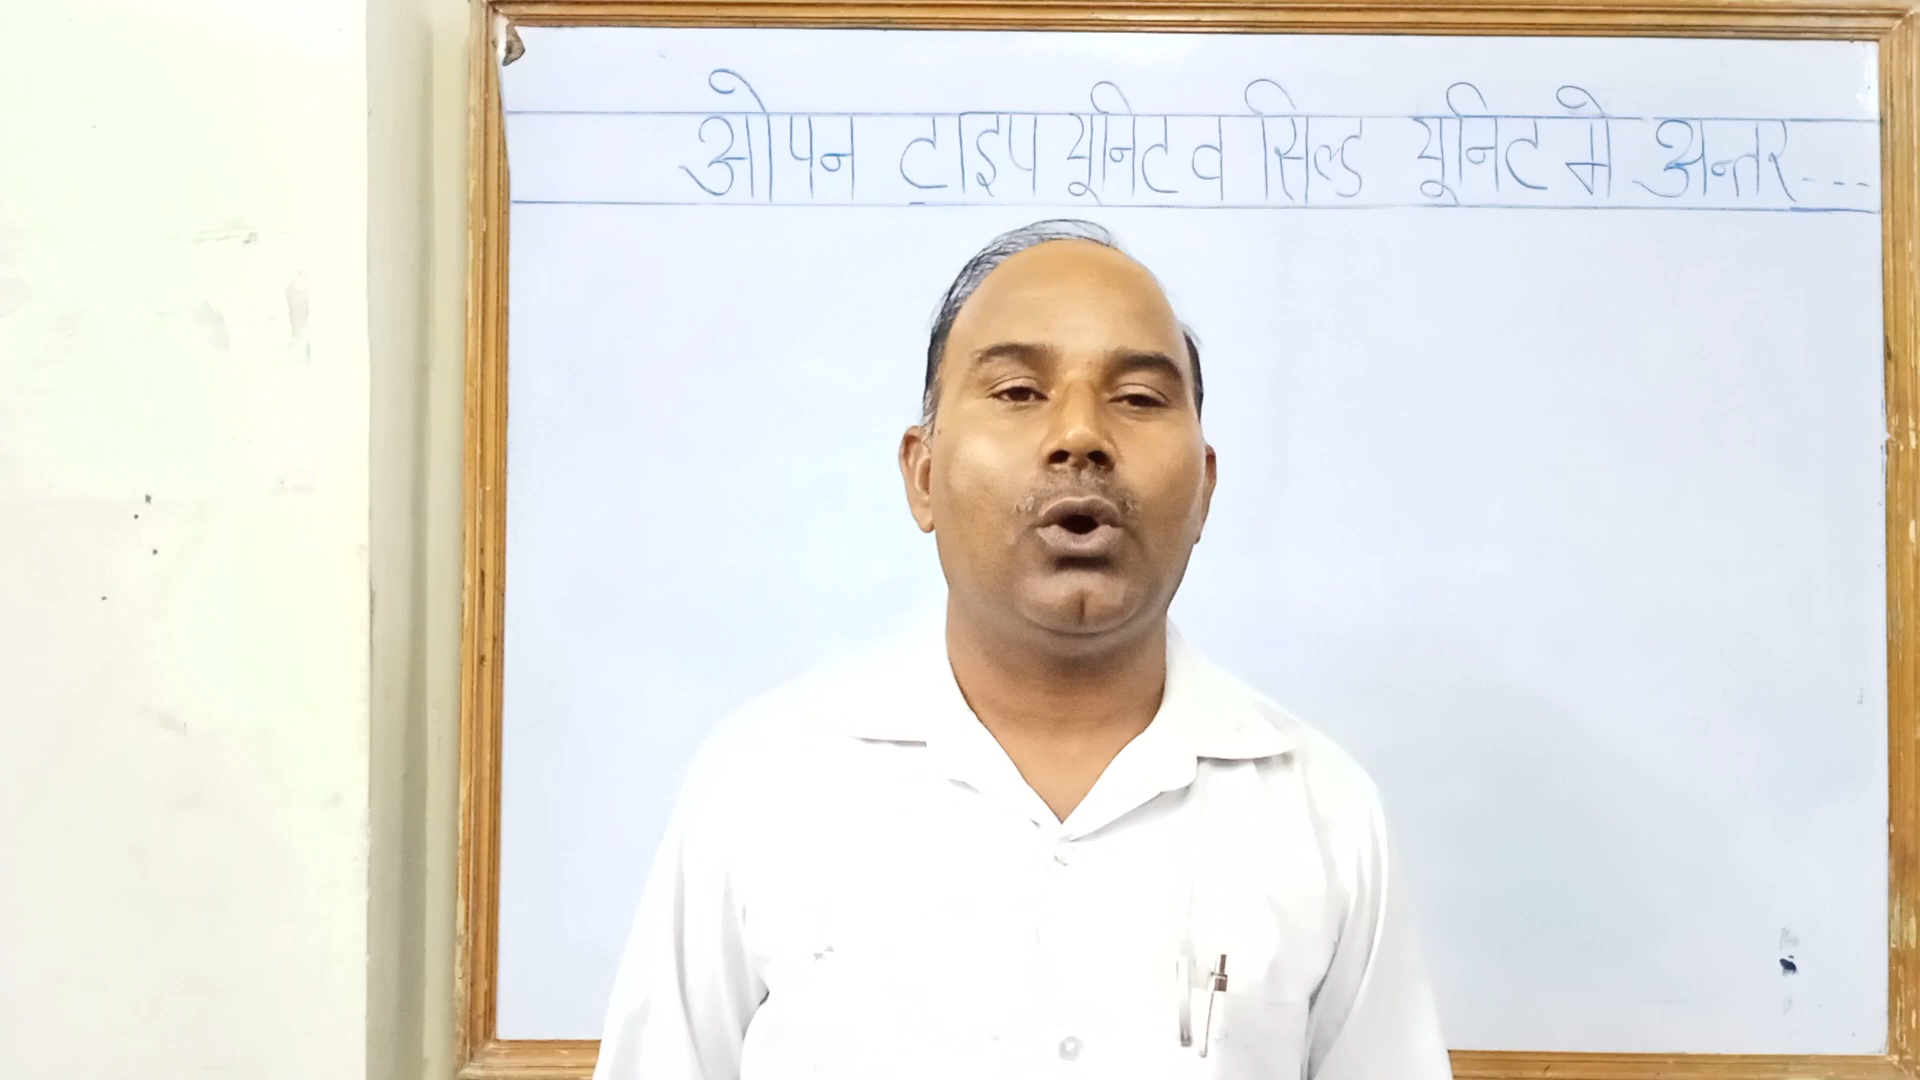 ओपन टाइप यूनिट व सिल्ड यूनिट मे अन्तर---